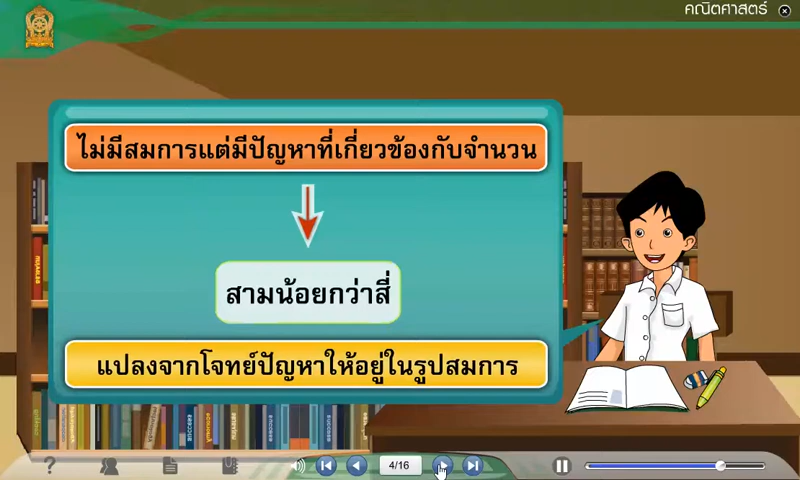 คณิตศาสตร์
ไม่มีสมการแต่มีปัญหาที่เกี่ยวข้องกับจำนวน
สามน้อยกว่าสี่
แปลงจากโจทย์ปัญหาให้อยู่ในรูปสมการ
4/16